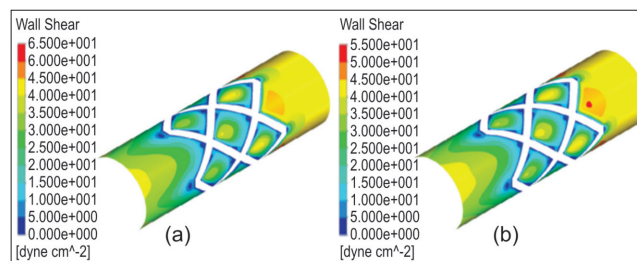 Wall Shear
6.500e+001
6.000e+001
5.000e+001
4.500e+001
4.000e+001
3.500e+001
3.000e+001
2.500e+001
2.000e+001
1.500e+001
1.000e+001
5.000e+000
0.000e+000
[dyne cm^-2]
(a)
Wall Shear
5.500e+001
5.000e+001
4.500e+001
4.000e+001
3.500e+001
3.000e+001
2.500e+001
2.000e+001
1.500e+001
1.000e+001
5.000e+000
0.000e+000
[dyne cm^-2]
(b)